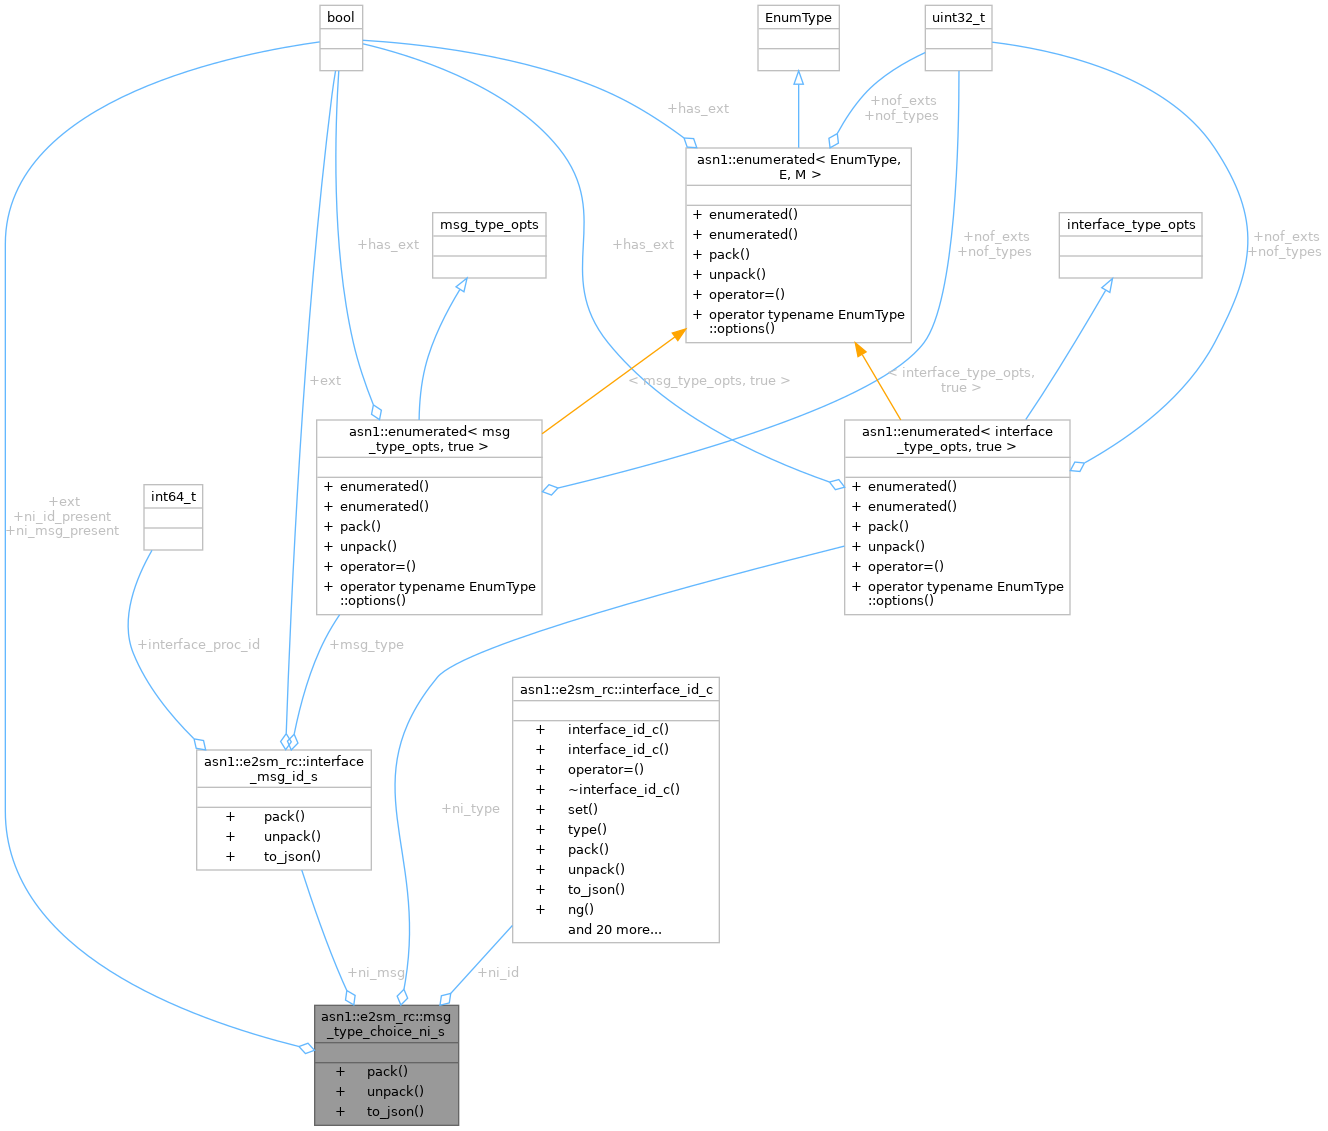 bool
EnumType
uint32_t
+has_ext
+nof_exts
+nof_types
asn1::enumerated< EnumType,
E, M >
+ enumerated()
+ enumerated()
+ pack()
+ unpack()
+ operator=()
+ operator typename EnumType
::options()
msg_type_opts
interface_type_opts
+has_ext
+has_ext
+nof_exts
+nof_types
+nof_exts
+nof_types
+ext
< msg_type_opts, true >
< interface_type_opts,
true >
asn1::enumerated< msg
_type_opts, true >
+ enumerated()
+ enumerated()
+ pack()
+ unpack()
+ operator=()
+ operator typename EnumType
::options()
asn1::enumerated< interface
_type_opts, true >
+ enumerated()
+ enumerated()
+ pack()
+ unpack()
+ operator=()
+ operator typename EnumType
::options()
int64_t
+ext
+ni_id_present
+ni_msg_present
+interface_proc_id
+msg_type
asn1::e2sm_rc::interface_id_c
+ interface_id_c()
+ interface_id_c()
+ operator=()
+ ~interface_id_c()
+ set()
+ type()
+ pack()
+ unpack()
+ to_json()
+ ng()
and 20 more...
asn1::e2sm_rc::interface
_msg_id_s
+ pack()
+ unpack()
+ to_json()
+ni_type
+ni_msg
+ni_id
asn1::e2sm_rc::msg
_type_choice_ni_s
+ pack()
+ unpack()
+ to_json()